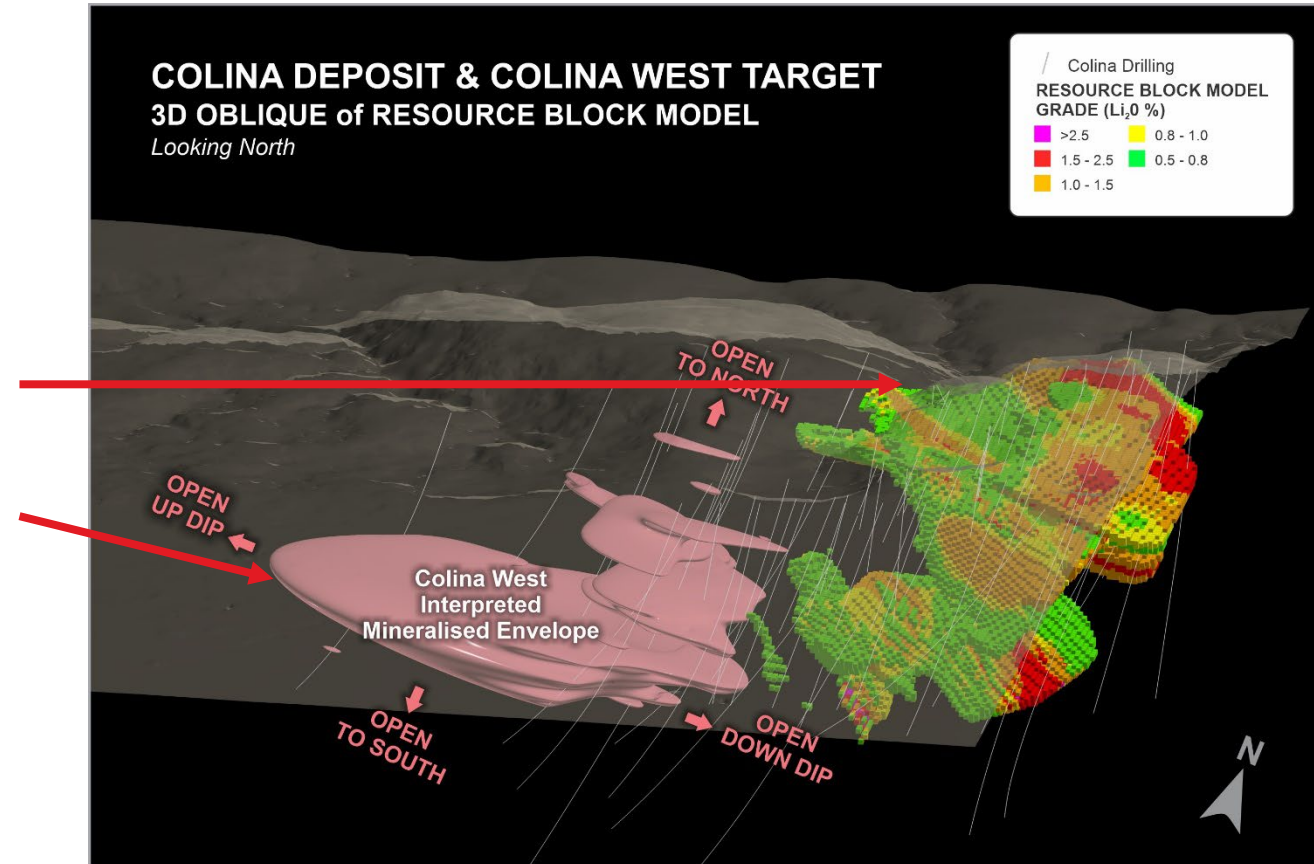 COLINA DEPOSIT & COLINA WEST TARGET
3D OBLIQUE of RESOURCE BLOCK MODEL
Looking North
Colina Drilling
RESOURCE BLOCK MODEL
GRADE (Li₂0 %)
>2.5
0.8 - 1.0
1.5 - 2.5
0.5 - 0.8
1.0 - 1.5
OPEN
TO NORTH
OPEN
UP DIP
Colina West
Interpreted
Mineralised Envelope
OPEN
TO SOUTH
OPEN
DOWN DIP
N